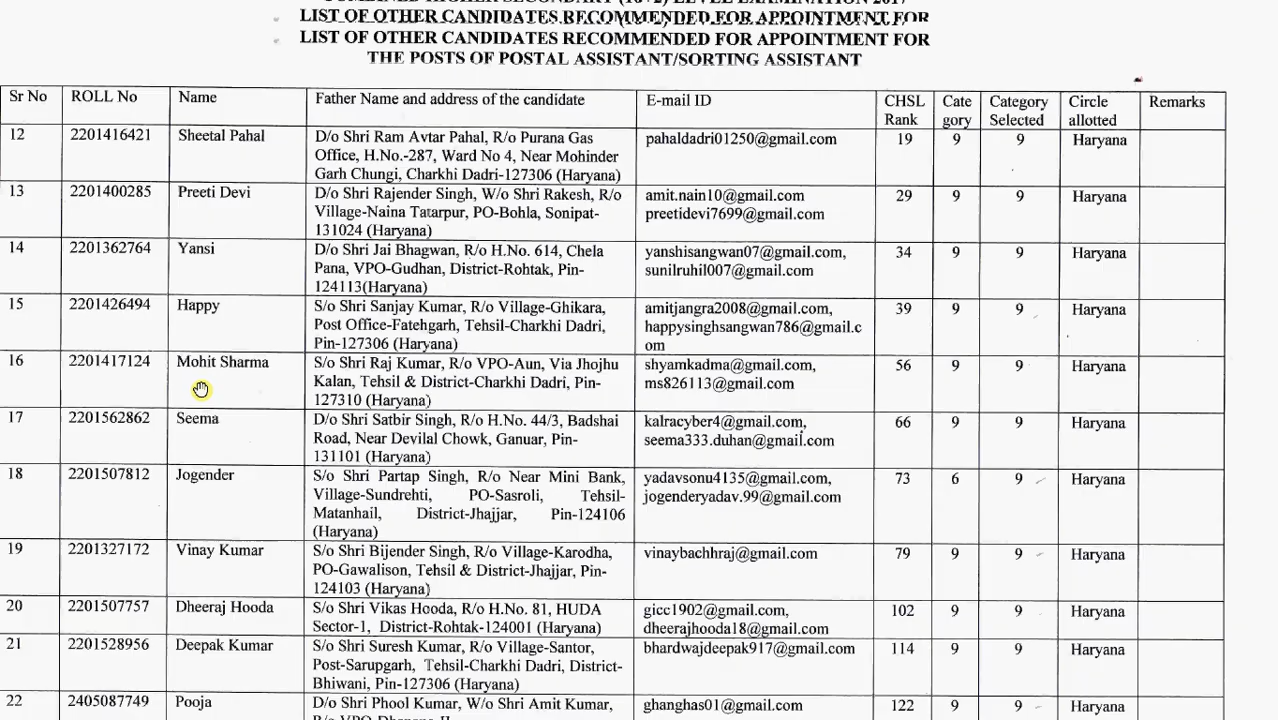 COMBINED HIGHER SECONDARY (10+2) LEVEL EXAMINATION 2017
LIST OF OTHER CANDIDATES RECOMMENDED FOR APPOINTMENT FOR
LIST OF OTHER CANDIDATES RECOMMENDED FOR APPOINTMENT FOR
THE POSTS OF POSTAL ASSISTANT/SORTING ASSISTANT
Sr No ROLL No Name Father Name and address of the candidate E-mail ID CHSL Rank Cate gory Category Selected Circle allotted Remarks
12 2201416421 Sheetal Pahal D/o Shri Ram Avtar Pahal, R/o Purana Gas pahaldadri01250@gmail.com 19 9 9 Haryana
Office, H.No.-287, Ward No 4, Near Mohinder
Garh Chungi, Charkhi Dadri-127306 (Haryana)
13 2201400285 Preeti Devi D/o Shri Rajender Singh, W/o Shri Rakesh, R/o amit.nain10@gmail.com 29 9 9 Haryana
Village-Naina Tatarpur, PO-Bohla, Sonipat- preetidevi7699@gmail.com
131024 (Haryana)
14 2201362764 Yansi D/o Shri Jai Bhagwan, R/o H.No. 614, Chela yanshisangwan07@gmail.com, 34 9 9 Haryana
Pana, VPO-Gudhan, District-Rohtak, Pin- sunilruhil007@gmail.com
124113(Haryana)
15 2201426494 Happy S/o Shri Sanjay Kumar, R/o Village-Ghikara, amitjangra2008@gmail.com, 39 9 9 Haryana
Post Office-Fatehgarh, Tehsil-Charkhi Dadri, happysinghsangwan786@gmail.c
Pin-127306 (Haryana) om
16 2201417124 Mohit Sharma S/o Shri Raj Kumar, R/o VPO-Aun, Via Jhojhu shyamkadma@gmail.com, 56 9 9 Haryana
Kalan, Tehsil & District-Charkhi Dadri, Pin- ms826113@gmail.com
127310 (Haryana)
17 2201562862 Seema D/o Shri Satbir Singh, R/o H.No. 44/3, Badshai kalracyber4@gmail.com, 66 9 9 Haryana
Road, Near Devilal Chowk, Ganuar, Pin- seema333.duhan@gmail.com
131101 (Haryana)
18 2201507812 Jogender S/o Shri Partap Singh, R/o Near Mini Bank, yadavsonu4135@gmail.com, 73 6 9 Haryana
Village-Sundrehti, PO-Sasroli, Tehsil- jogenderyadav.99@gmail.com
Matanhail, District-Jhajjar, Pin-124106
(Haryana)
19 2201327172 Vinay Kumar S/o Shri Bijender Singh, R/o Village-Karodha, vinaybachhraj@gmail.com 79 9 9 Haryana
PO-Gawalison, Tehsil & District-Jhajjar, Pin-
124103 (Haryana)
20 2201507757 Dheeraj Hooda S/o Shri Vikas Hooda, R/o H.No. 81, HUDA gicc1902@gmail.com, 102 9 9 Haryana
Sector-1, District-Rohtak-124001 (Haryana) dheerajhooda18@gmail.com
21 2201528956 Deepak Kumar S/o Shri Suresh Kumar, R/o Village-Santor, bhardwajdeepak917@gmail.com 114 9 9 Haryana
Post-Sarupgarh, Tehsil-Charkhi Dadri, District-
Bhiwani, Pin-127306 (Haryana)
22 2405087749 Pooja D/o Shri Phool Kumar, W/o Shri Amit Kumar, ghanghas01@gmail.com 122 9 9 Haryana